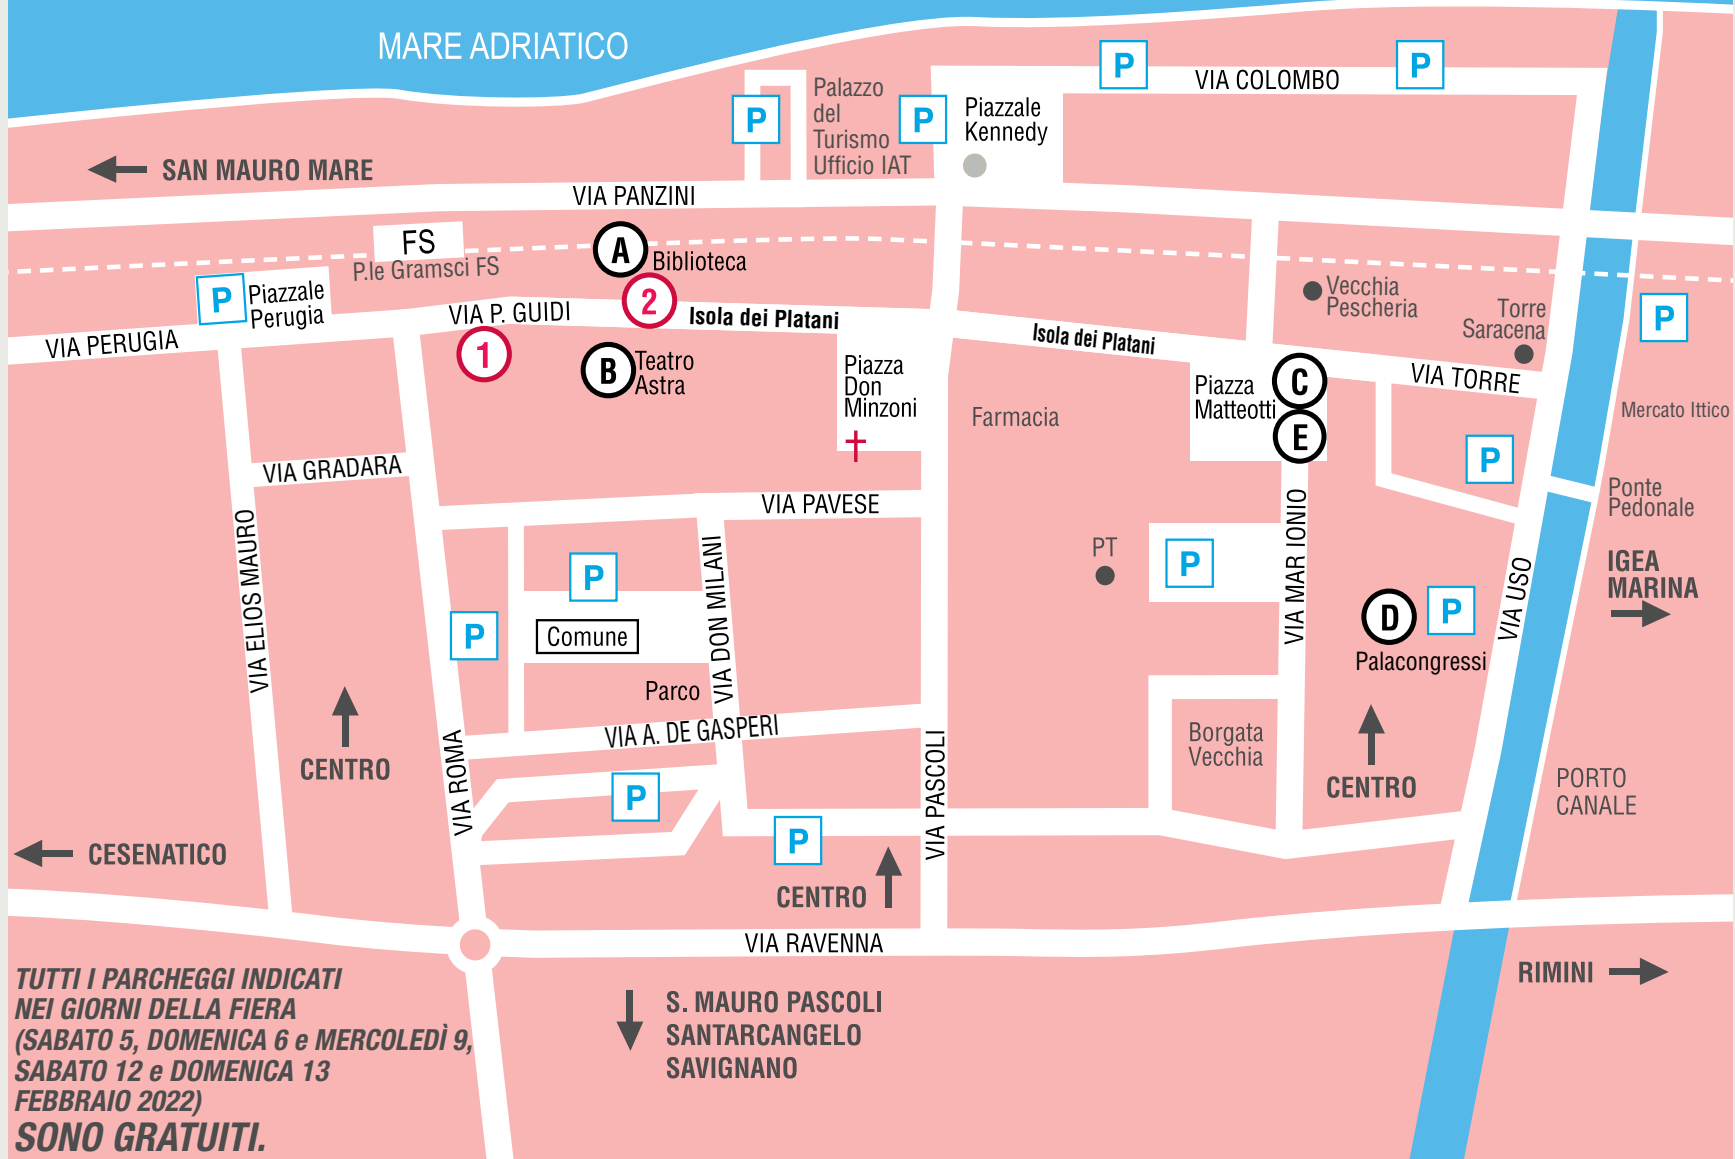 MARE ADRIATICO
P
P
VIA COLOMBO
Palazzo
del
Turismo
Ufficio IAT
P
P
Piazzale
Kennedy
SAN MAURO MARE
VIA PANZINI
FS
P.le Gramsci FS
A
Biblioteca
2
P
Piazzale
Perugia
VIA PERUGIA
VIA P. GUIDI
1
Isola dei Platani
Isola dei Platani
B
Teatro
Astra
Piazza
Don
Minzoni
Farmacia
Vecchia
Pescheria
Torre
Saracena
P
Piazza
Matteotti
C
E
VIA TORRE
Mercato Ittico
P
Ponte
Pedonale
IGEA
MARINA
VIA GRADARA
VIA PAVESE
VIA ELIOS MAURO
P
P
Comune
Parco
VIA DON MILANI
VIA A. DE GASPERI
PT
P
VIA MAR IONIO
D
P
Palacongressi
VIA USO
Borgata
Vecchia
CENTRO
PORTO
CANALE
CENTRO
VIA ROMA
P
P
VIA PASCOLI
CENTRO
CESENATICO
VIA RAVENNA
RIMINI
S. MAURO PASCOLI
SANTARCANGELO
SAVIGNANO
TUTTI I PARCHEGGI INDICATI
NEI GIORNI DELLA FIERA
(SABATO 5, DOMENICA 6 e MERCOLEDÌ 9,
SABATO 12 e DOMENICA 13
FEBBRAIO 2022)
SONO GRATUITI.